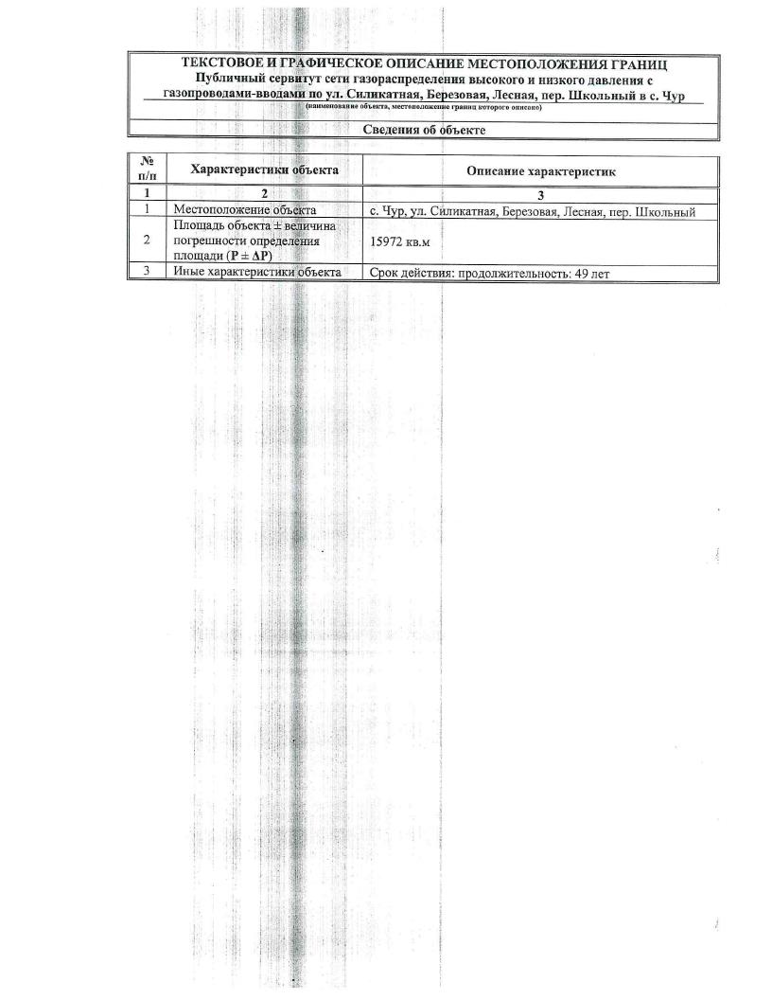 ТЕКСТОВОЕ И ГРАФИЧЕСКОЕ ОПИСАНИЕ МЕСТОПОЛОЖЕНИЯ ГРАНИЦ
Публичный сервитут сети газораспределения высокого и низкого давления с
газопроводами-вводами по ул. Силикатная, Березовая, Лесная, пер. Школьный в с. Чур
(наименование объекта, местоположение границ которого описано)
Сведения об объекте
№ п/п Характеристики объекта Описание характеристик
1 2 3
1 Местоположение объекта с. Чур, ул. Силикатная, Березовая, Лесная, пер. Школьный
2 Площадь объекта ± величина
погрешности определения
площади (P ± ΔP) 15972 кв.м
3 Иные характеристики объекта Срок действия: продолжительность: 49 лет